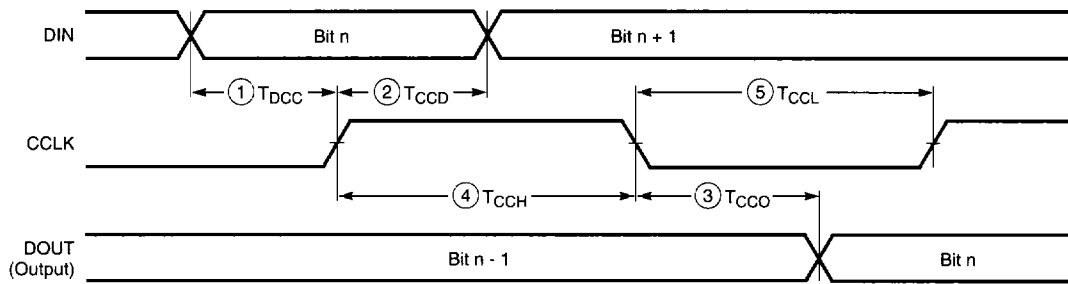 DIN
Bit n
Bit n + 1
① TDCC
② TCCD
⑤ TCCL
CCLK
④ TCCH
③ TCCO
DOUT
(Output)
Bit n - 1
Bit n